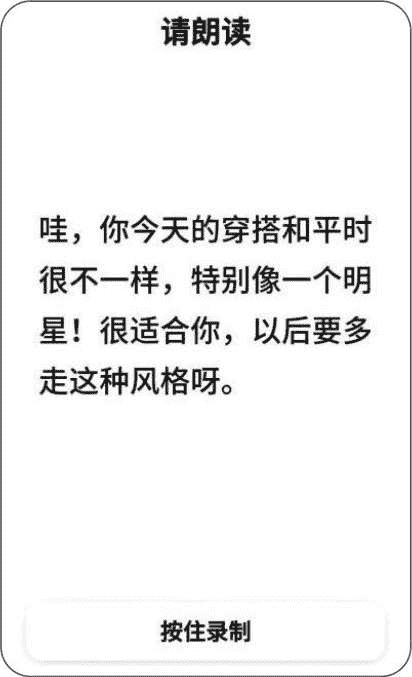 请朗读
哇，你今天的穿搭和平时
很不一样，特别像一个明
星！很适合你，以后要多
走这种风格呀。
按住录制